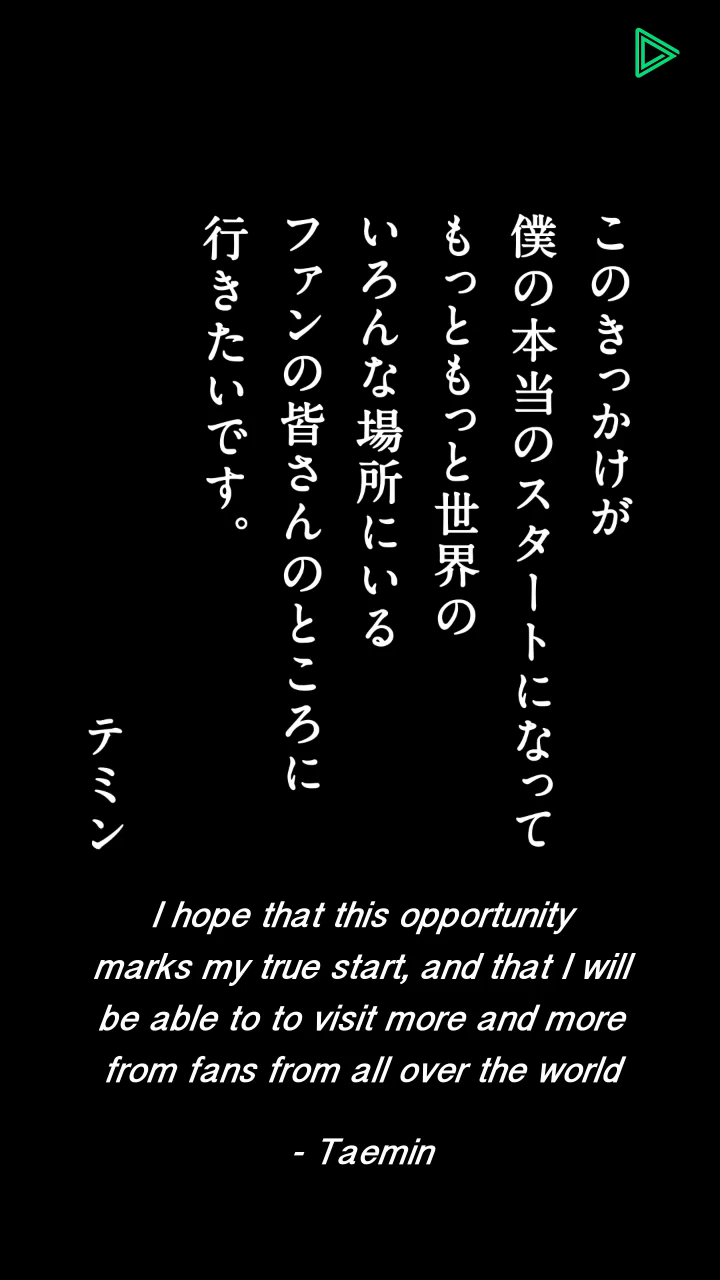 このきっかけが
僕の本当のスタートになって
もっともっと世界の
いろんな場所にいる
ファンの皆さんのところに
行きたいです。
テミン
I hope that this opportunity
marks my true start, and that I will
be able to to visit more and more
from fans from all over the world
- Taemin